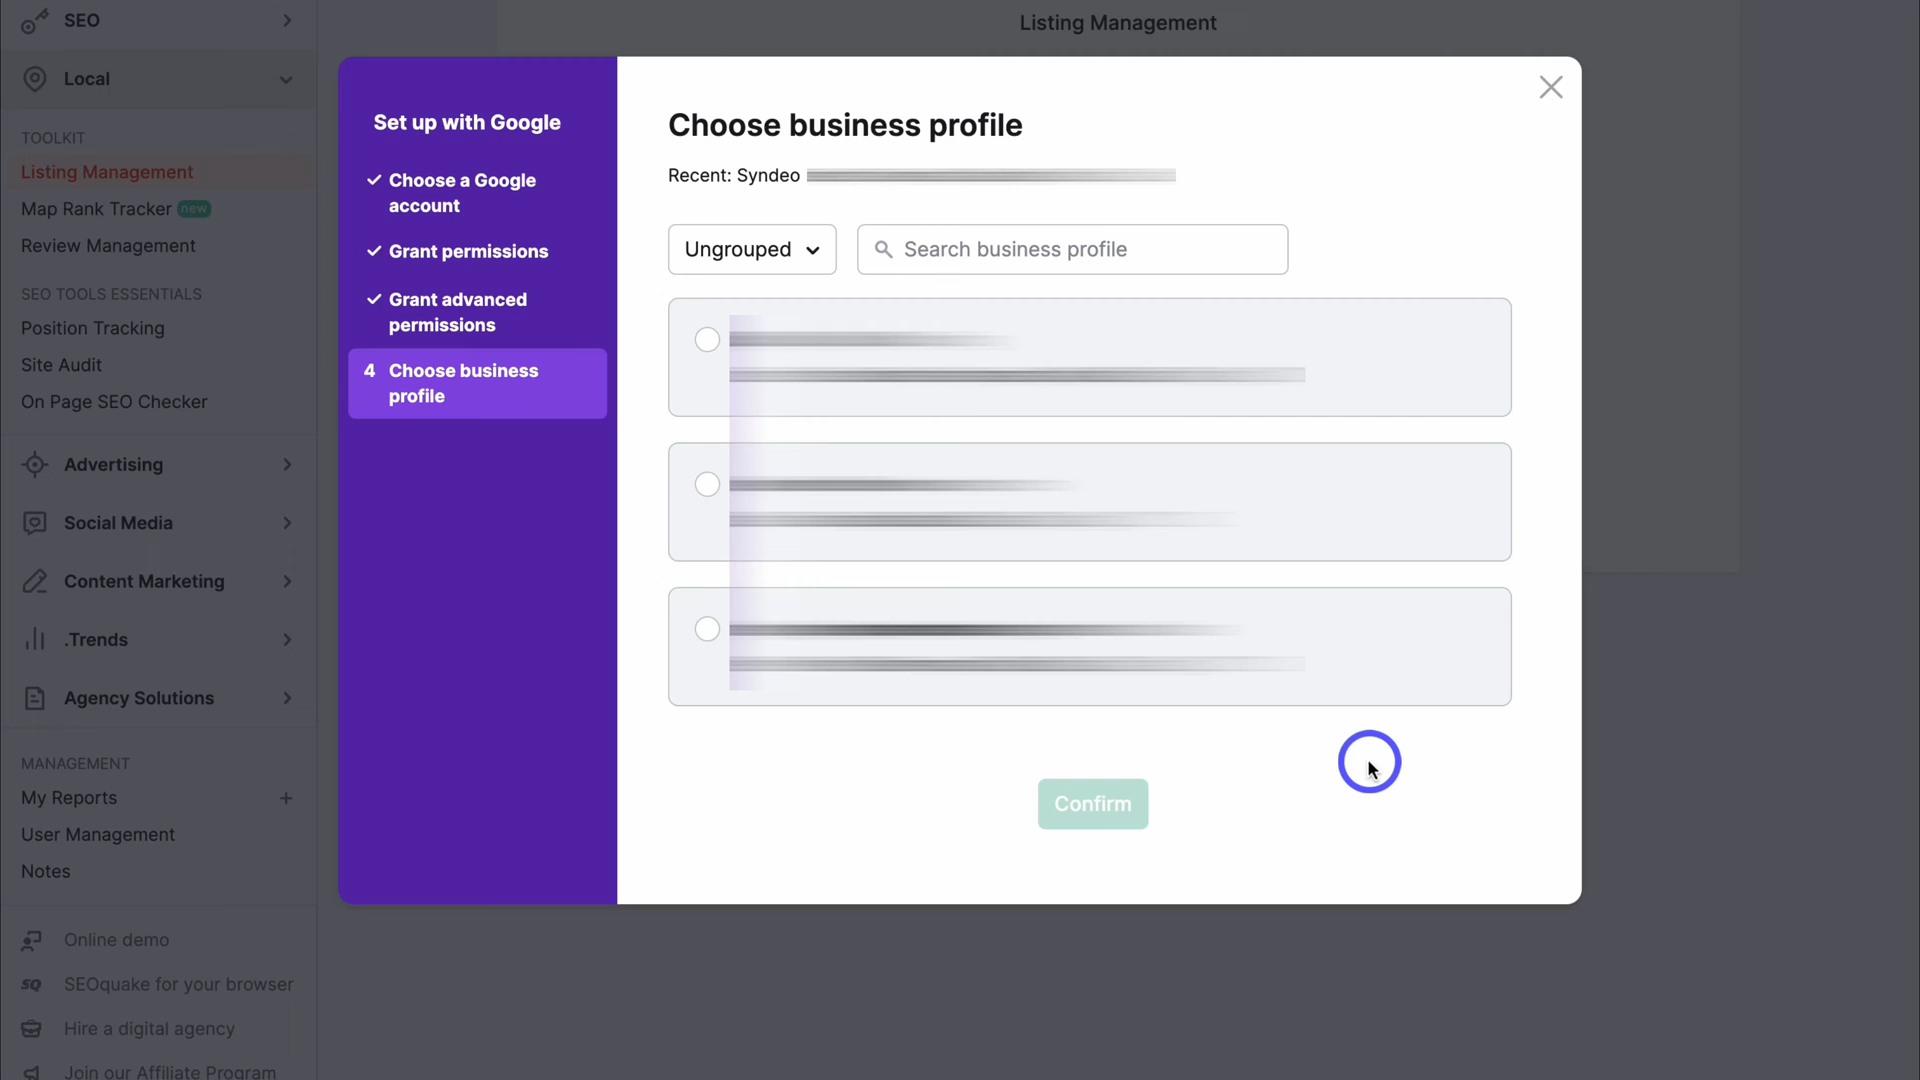 SEO
Local
TOOLKIT
Listing Management
Map Rank Tracker new
Review Management
SEO TOOLS ESSENTIALS
Position Tracking
Site Audit
On Page SEO Checker
Advertising
Social Media
Content Marketing
.Trends
Agency Solutions
MANAGEMENT
My Reports +
User Management
Notes
Online demo
SQ SEOquake for your browser
Hire a digital agency
Join our Affiliate Program
Listing Management
Set up with Google
Choose a Google
account
Grant permissions
Grant advanced
permissions
4 Choose business
profile
Choose business profile
Recent: Syndeo
Ungrouped
Search business profile
Confirm